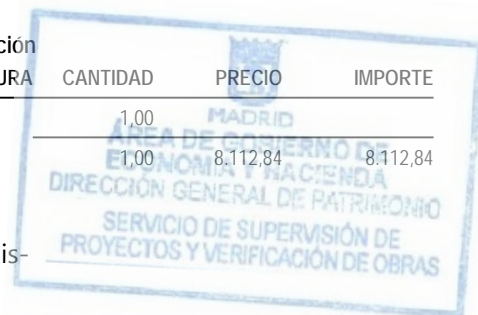 ción
URA CANTIDAD PRECIO IMPORTE
1,00
MADRID
ÁREA DE GOBIERNO DE
1,00 8.112,84 8.112,84
ECONOMÍA Y HACIENDA
DIRECCIÓN GENERAL DE PATRIMONIO
SERVICIO DE SUPERVISIÓN DE
PROYECTOS Y VERIFICACIÓN DE OBRAS
is-